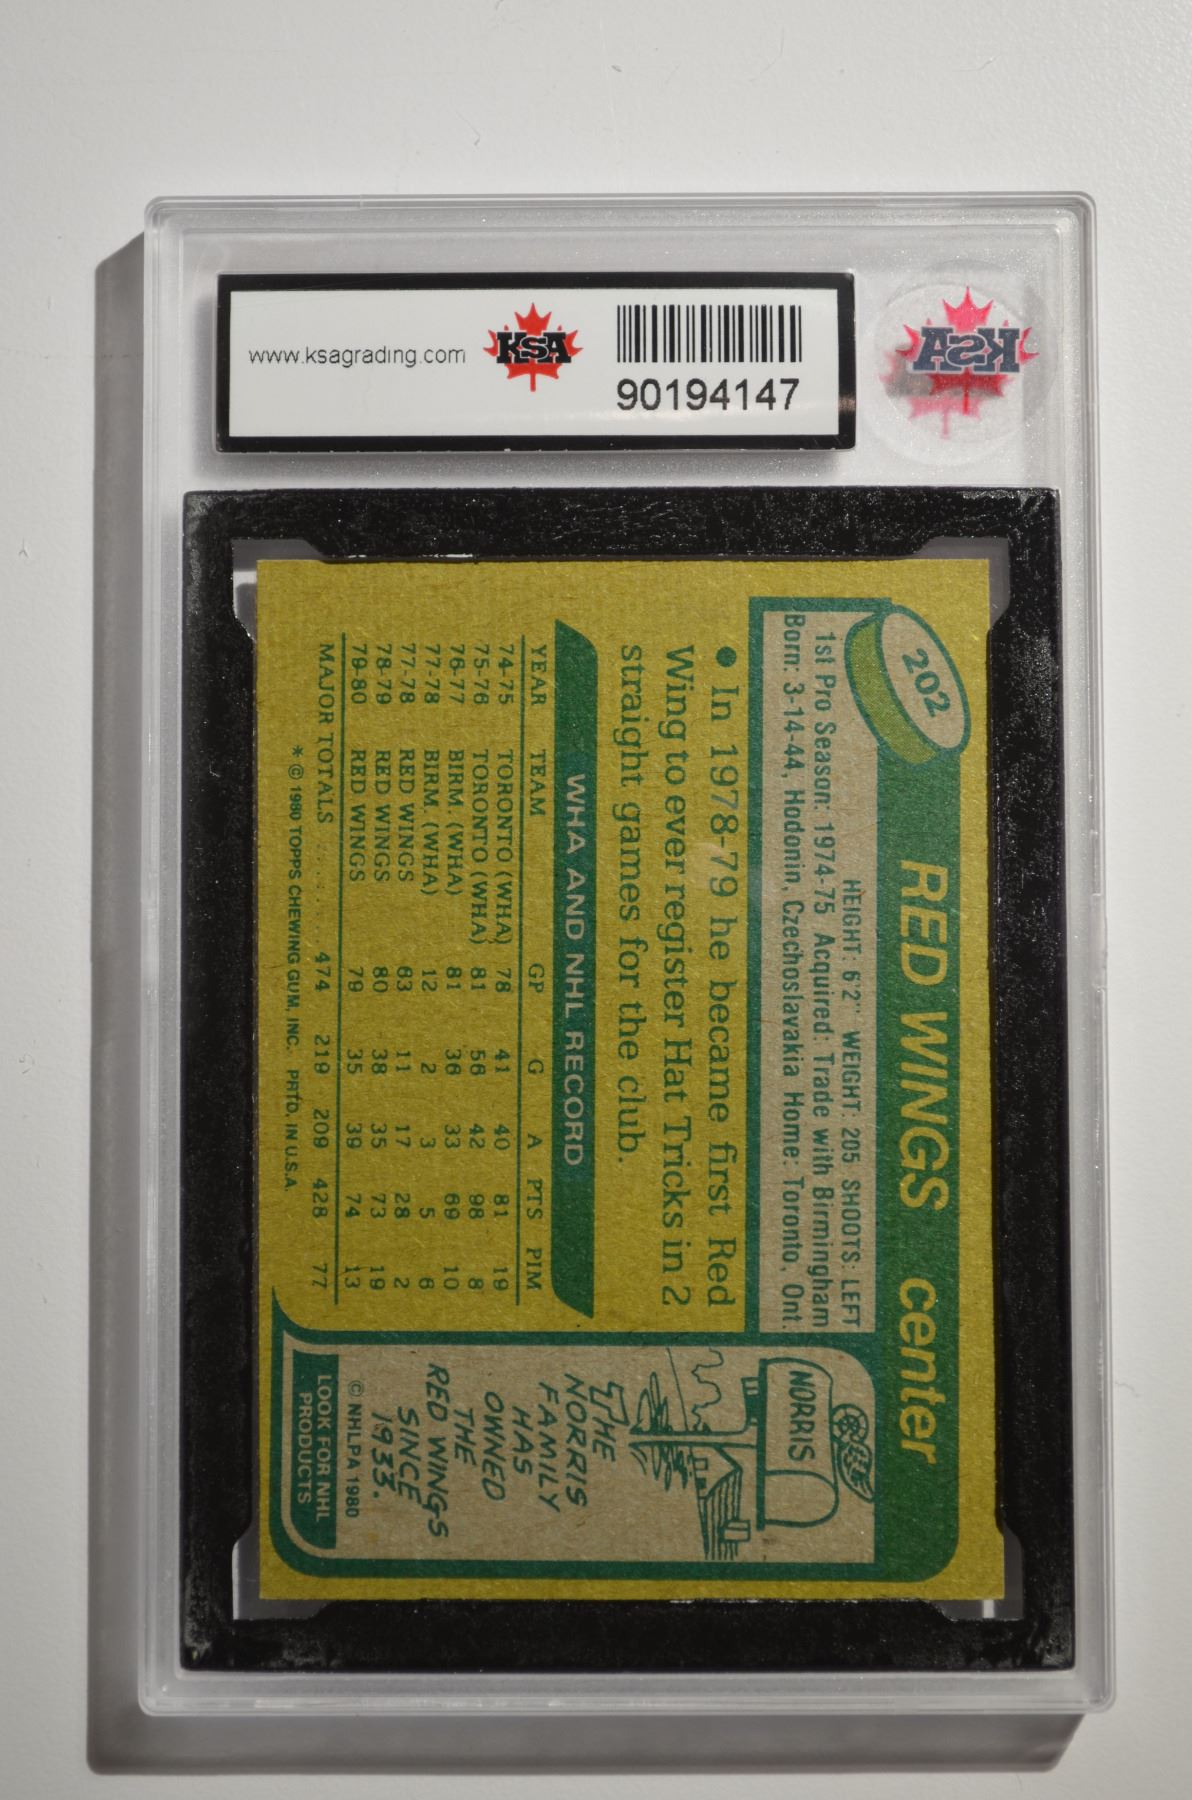 www.ksagrading.com
KSA
90194147
KSA
202
RED WINGS center
HEIGHT: 6'2" WEIGHT: 205 SHOOTS: LEFT
1st Pro Season: 1974-75 Acquired: Trade with Birmingham
Born: 3-14-44, Hodonin, Czechoslavakia Home: Toronto, Ont.
• In 1978-79 he became first Red
Wing to ever register Hat Tricks in 2
straight games for the club.
WHA AND NHL RECORD
YEAR TEAM GP G A PTS PIM
74-75 TORONTO (WHA) 78 41 40 81 19
75-76 TORONTO (WHA) 81 56 42 98 8
76-77 BIRM (WHA) 81 36 33 69 10
77-78 BIRM. (WHA) 12 2 3 5 6
77-78 RED WINGS 63 11 17 28 2
78-79 RED WINGS 80 38 35 73 19
79-80 RED WINGS 79 35 39 74 13
MAJOR TOTALS ........ 474 219 209 428 77
* © 1980 TOPPS CHEWING GUM, INC. PRTD. IN U.S.A.
NORRIS
THE
NORRIS
FAMILY
HAS
OWNED
THE
RED WINGS
SINCE
1933.
© NHLPA 1980
LOOK FOR NHL
PRODUCTS